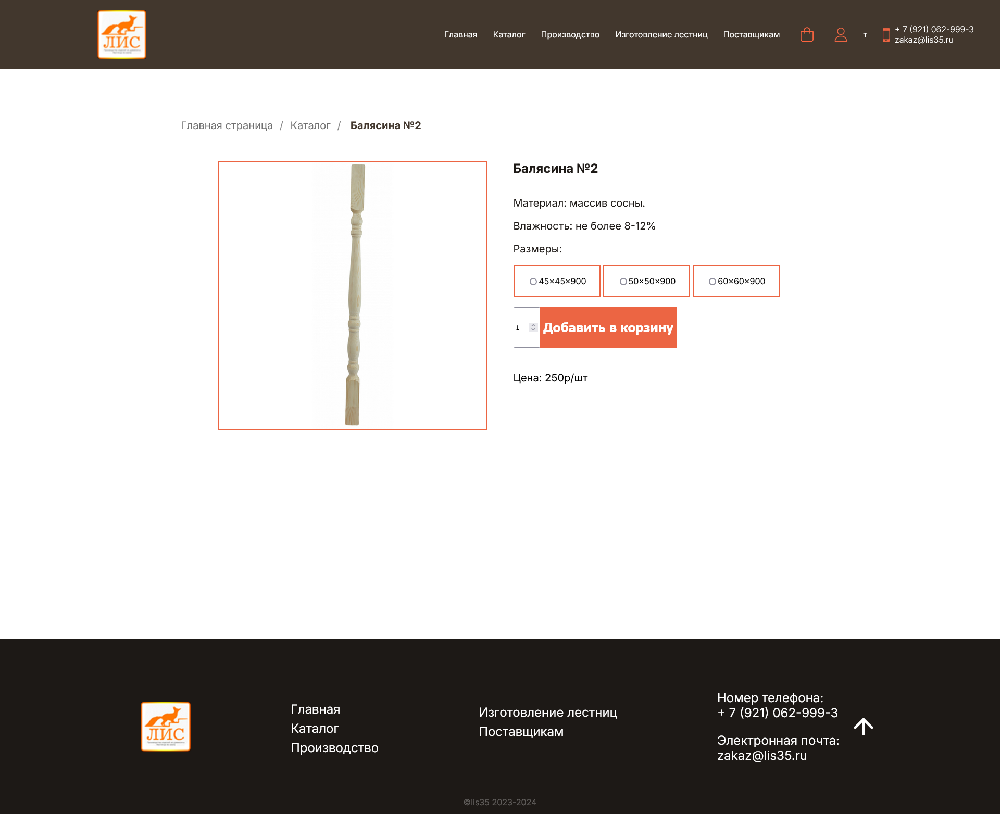 ЛИС
Главная Каталог Производство Изготовление лестниц Поставщикам т + 7 (921) 062-999-3
zakaz@lis35.ru
Главная страница / Каталог / Балясина №2
Балясина №2
Материал: массив сосны.
Влажность: не более 8-12%
Размеры:
45×45×900 50×50×900 60×60×900
1 Добавить в корзину
Цена: 250р/шт
ЛИС
Главная
Каталог
Производство
Изготовление лестниц
Поставщикам
Номер телефона:
+ 7 (921) 062-999-3
Электронная почта:
zakaz@lis35.ru
©lis35 2023-2024